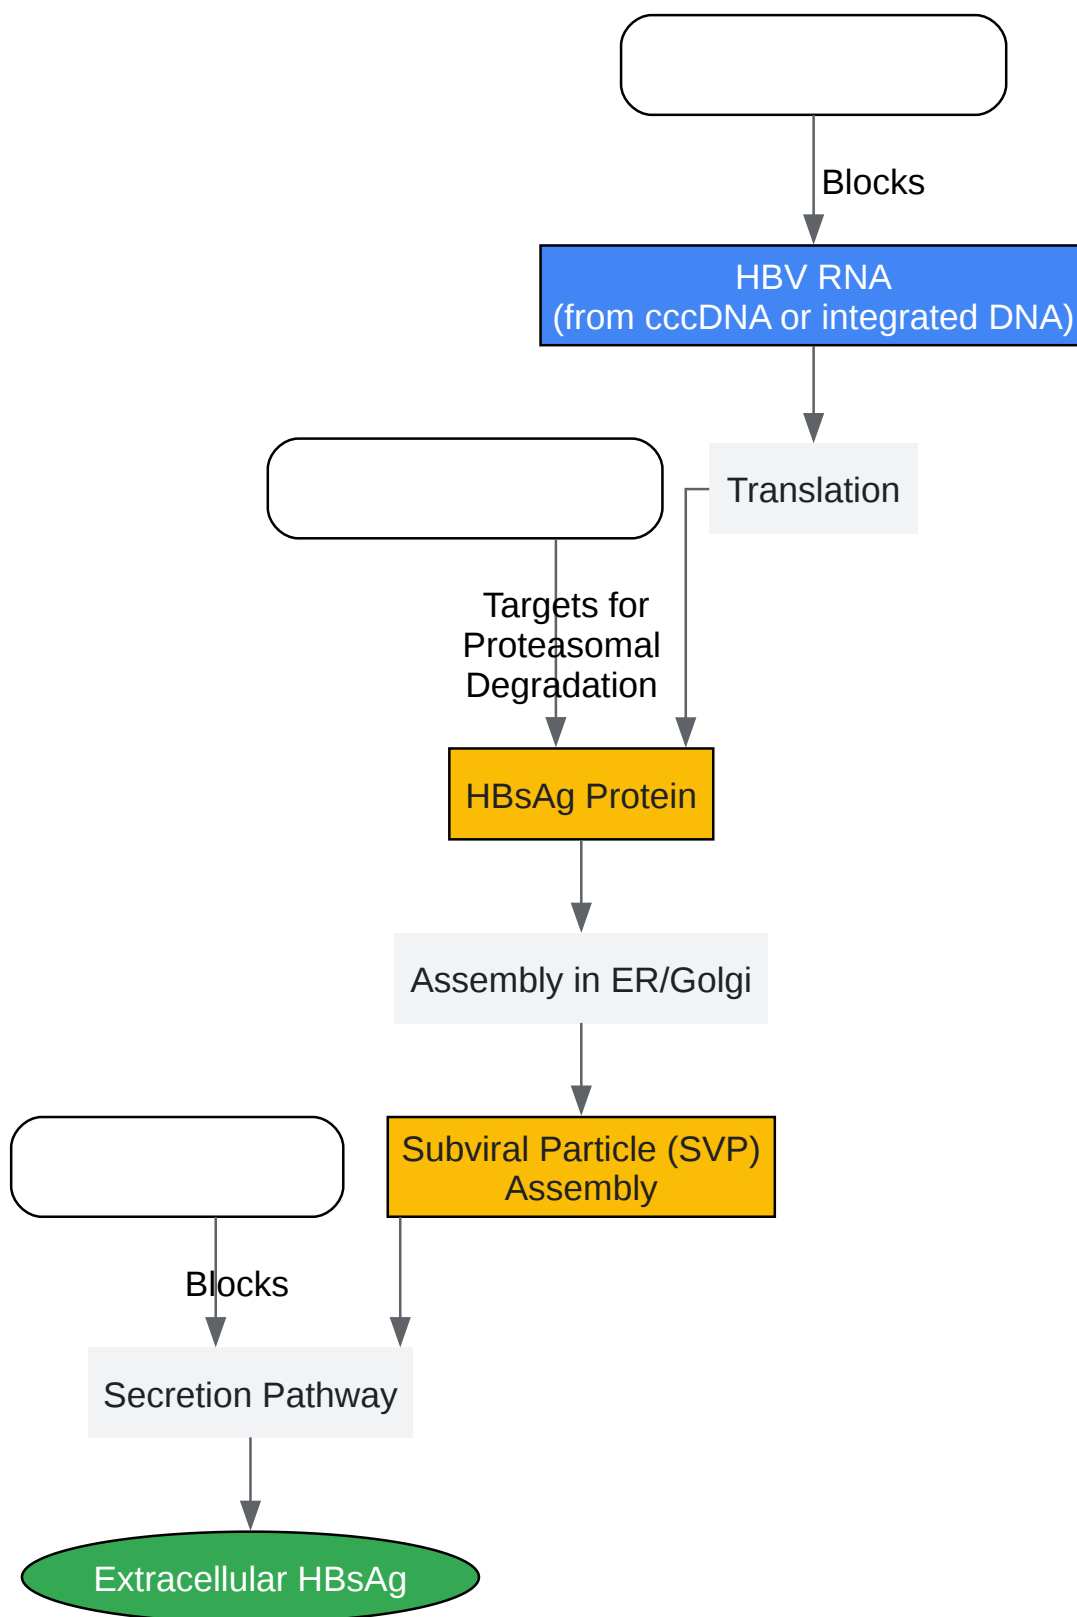 Blocks
HBV RNA
(from cccDNA or integrated DNA)
Translation
Targets for
Proteasomal
Degradation
HBsAg Protein
Assembly in ER/Golgi
Subviral Particle (SVP)
Assembly
Blocks
Secretion Pathway
Extracellular HBsAg